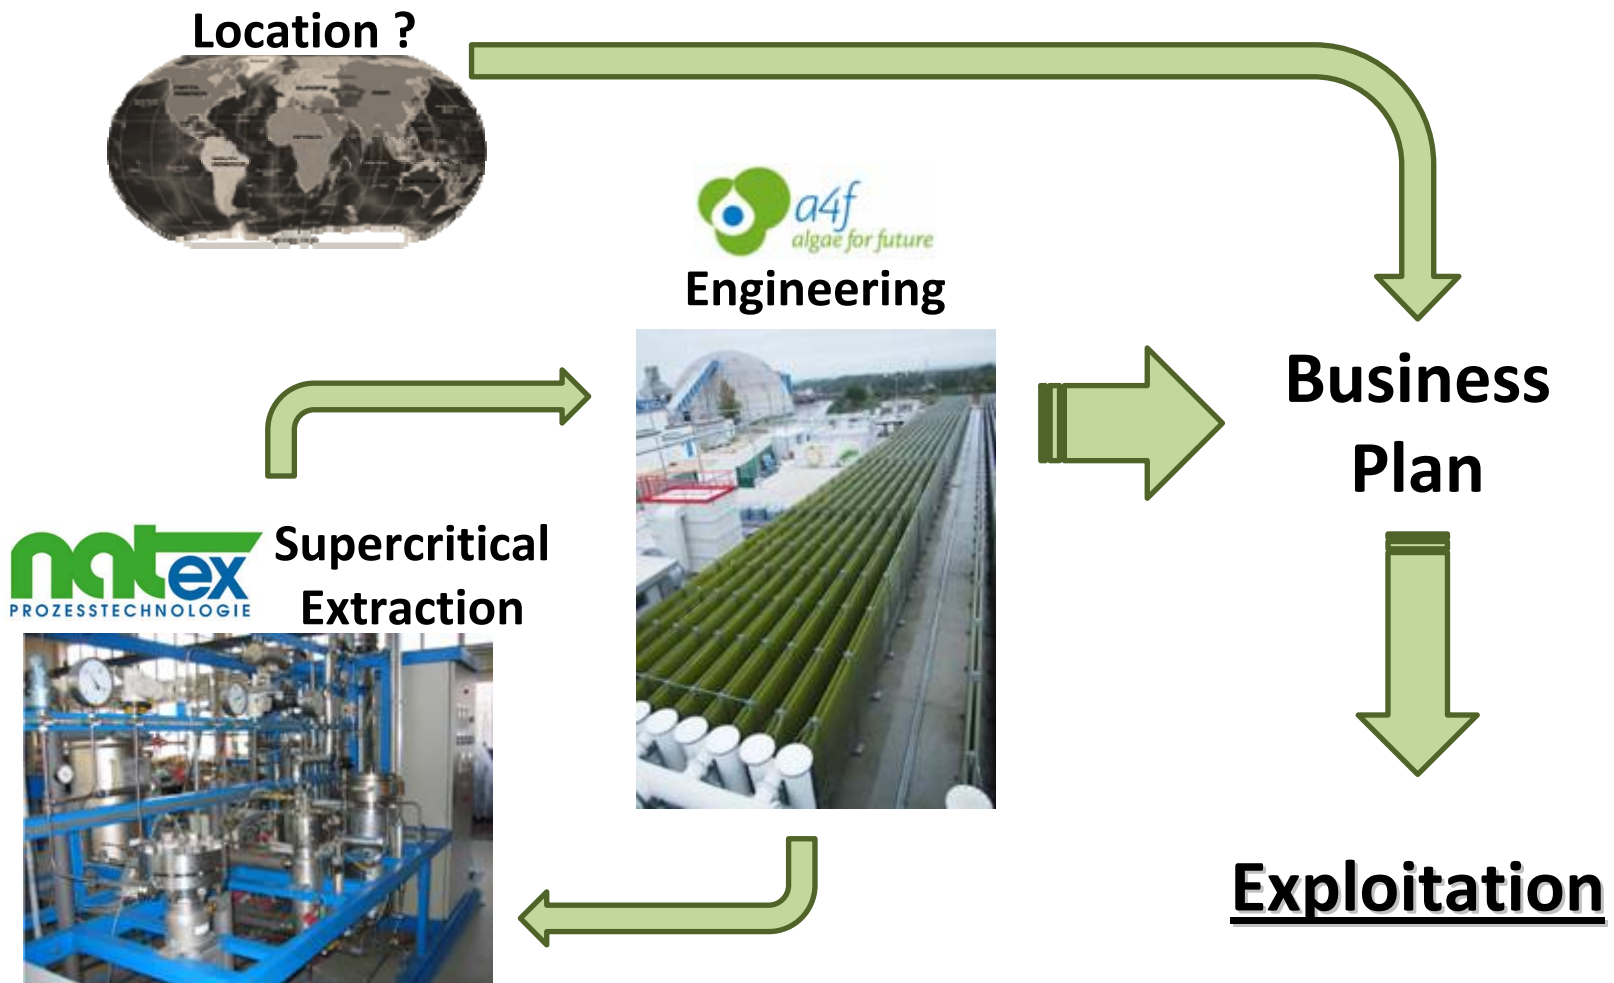 Location ?
a4f
algae for future
Engineering
Business
Plan
natex
PROZESSTECHNOLOGIE
Supercritical
Extraction
Exploitation